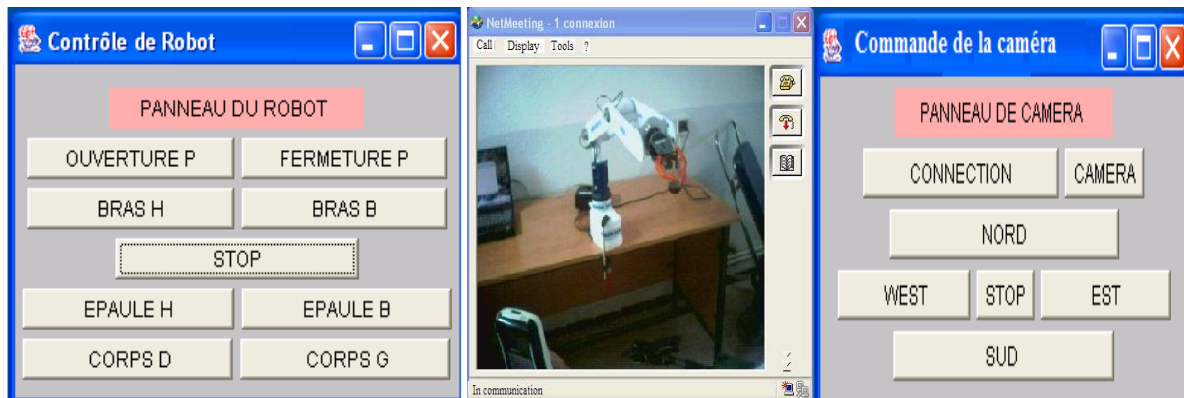 Contrôle de Robot
PANNEAU DU ROBOT
OUVERTURE P FERMETURE P
BRAS H BRAS B
STOP
EPAULE H EPAULE B
CORPS D CORPS G
NetMeeting - 1 connexion
Call Display Tools ?
In communication
Commande de la caméra
PANNEAU DE CAMERA
CONNECTION CAMERA
NORD
WEST STOP EST
SUD